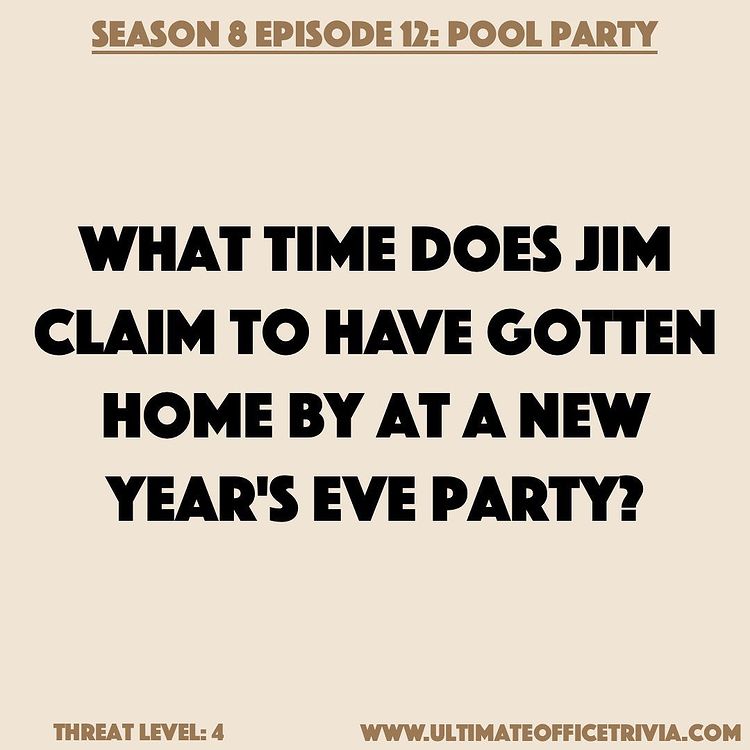 SEASON 8 EPISODE 12: POOL PARTY
WHAT TIME DOES JIM
CLAIM TO HAVE GOTTEN
HOME BY AT A NEW
YEAR'S EVE PARTY?
THREAT LEVEL: 4
WWW.ULTIMATEOFFICETRIVIA.COM